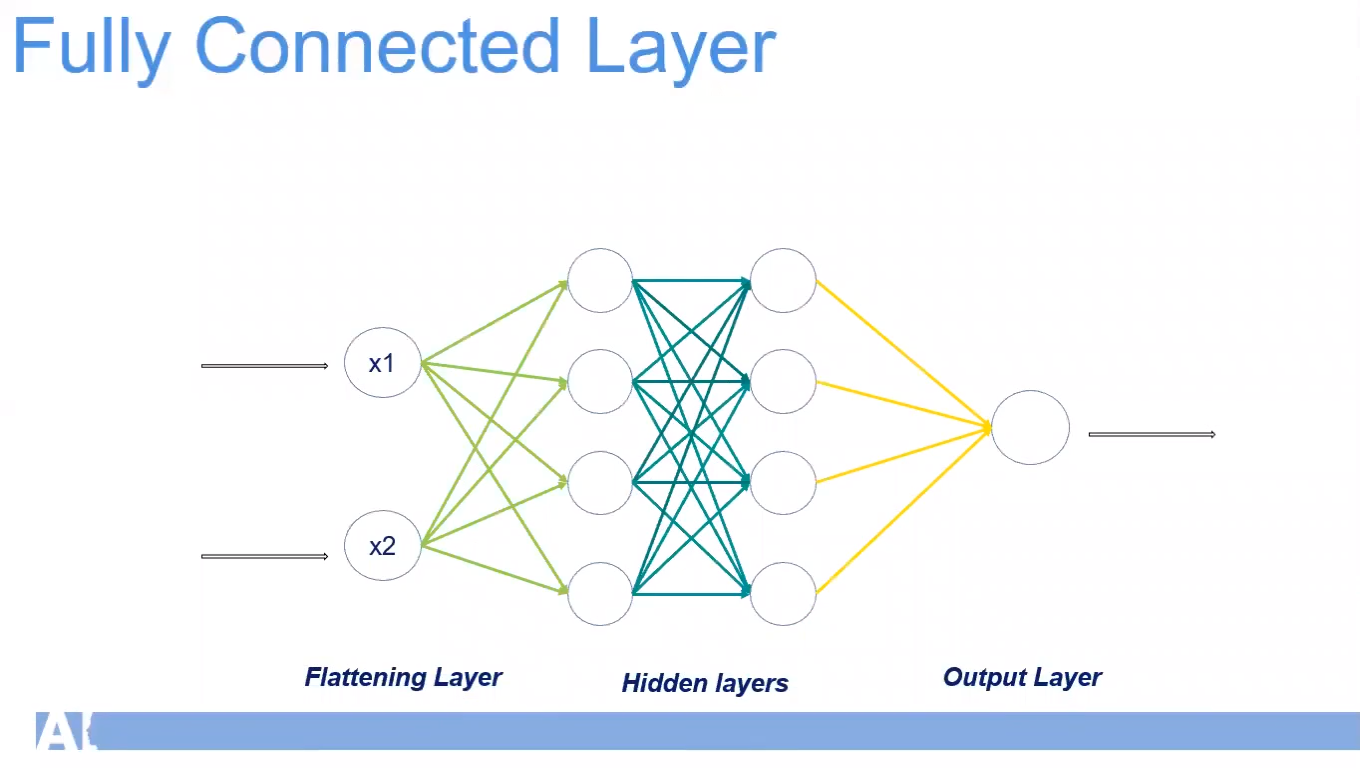 Fully Connected Layer
x1
x2
Flattening Layer
Hidden layers
Output Layer